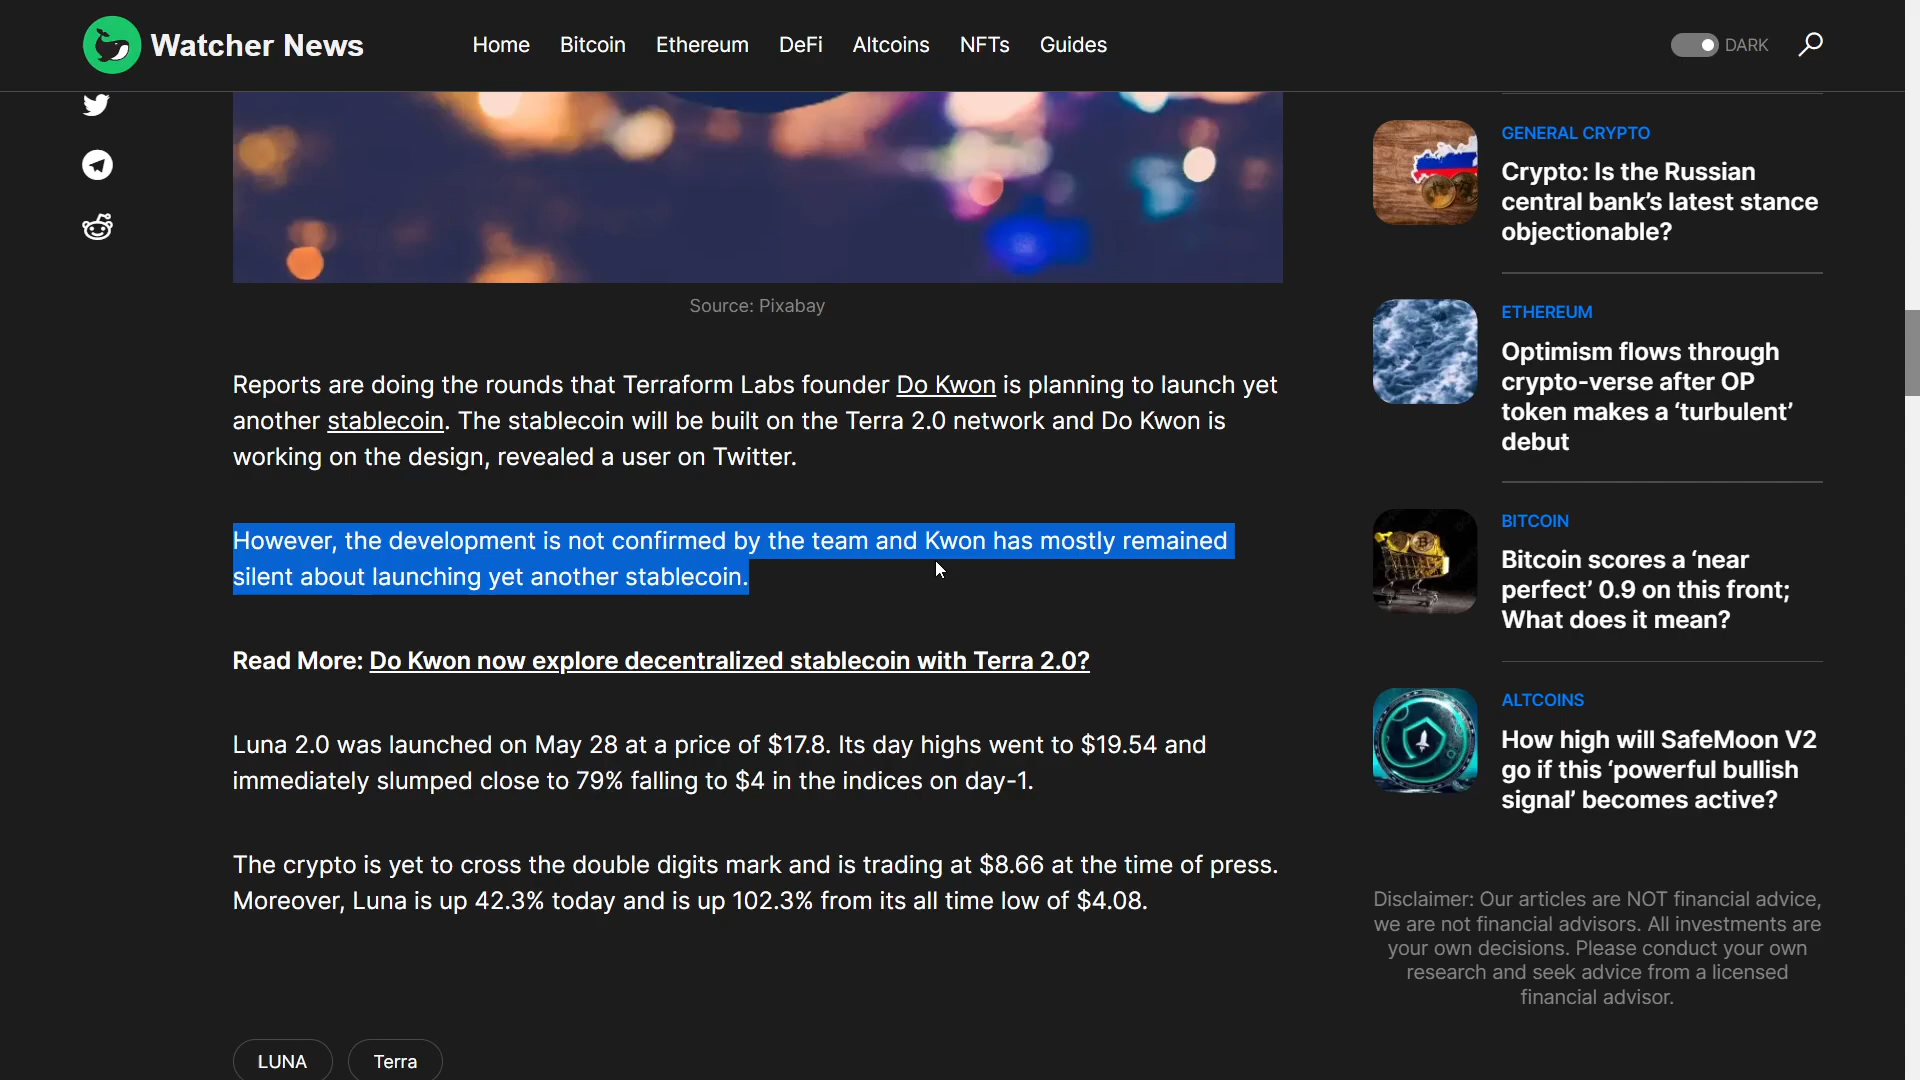 Watcher News
Home Bitcoin Ethereum DeFi Altcoins NFTs Guides
DARK
Source: Pixabay
Reports are doing the rounds that Terraform Labs founder Do Kwon is planning to launch yet
another stablecoin. The stablecoin will be built on the Terra 2.0 network and Do Kwon is
working on the design, revealed a user on Twitter.
However, the development is not confirmed by the team and Kwon has mostly remained
silent about launching yet another stablecoin.
Read More: Do Kwon now explore decentralized stablecoin with Terra 2.0?
Luna 2.0 was launched on May 28 at a price of $17.8. Its day highs went to $19.54 and
immediately slumped close to 79% falling to $4 in the indices on day-1.
The crypto is yet to cross the double digits mark and is trading at $8.66 at the time of press.
Moreover, Luna is up 42.3% today and is up 102.3% from its all time low of $4.08.
LUNA Terra
GENERAL CRYPTO
Crypto: Is the Russian
central bank’s latest stance
objectionable?
ETHEREUM
Optimism flows through
crypto-verse after OP
token makes a ‘turbulent’
debut
BITCOIN
Bitcoin scores a ‘near
perfect’ 0.9 on this front;
What does it mean?
ALTCOINS
How high will SafeMoon V2
go if this ‘powerful bullish
signal’ becomes active?
Disclaimer: Our articles are NOT financial advice,
we are not financial advisors. All investments are
your own decisions. Please conduct your own
research and seek advice from a licensed
financial advisor.